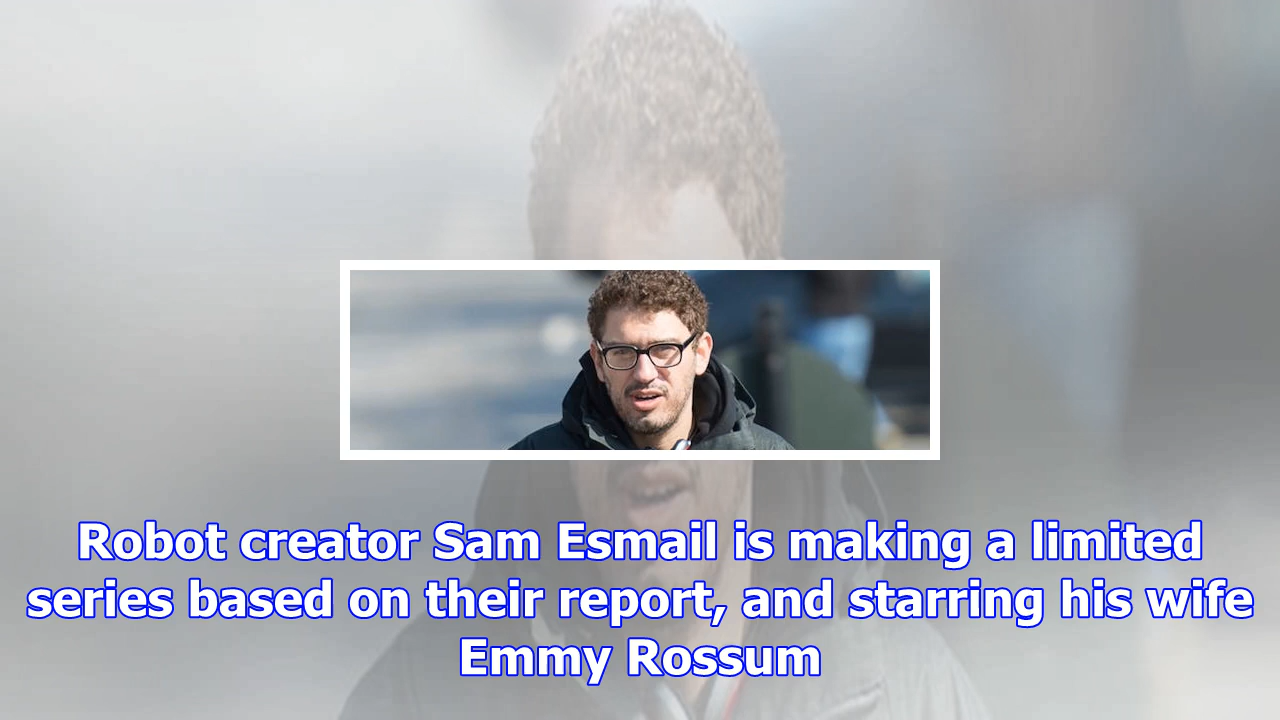 Robot creator Sam Esmail is making a limited
series based on their report, and starring his wife
Emmy Rossum